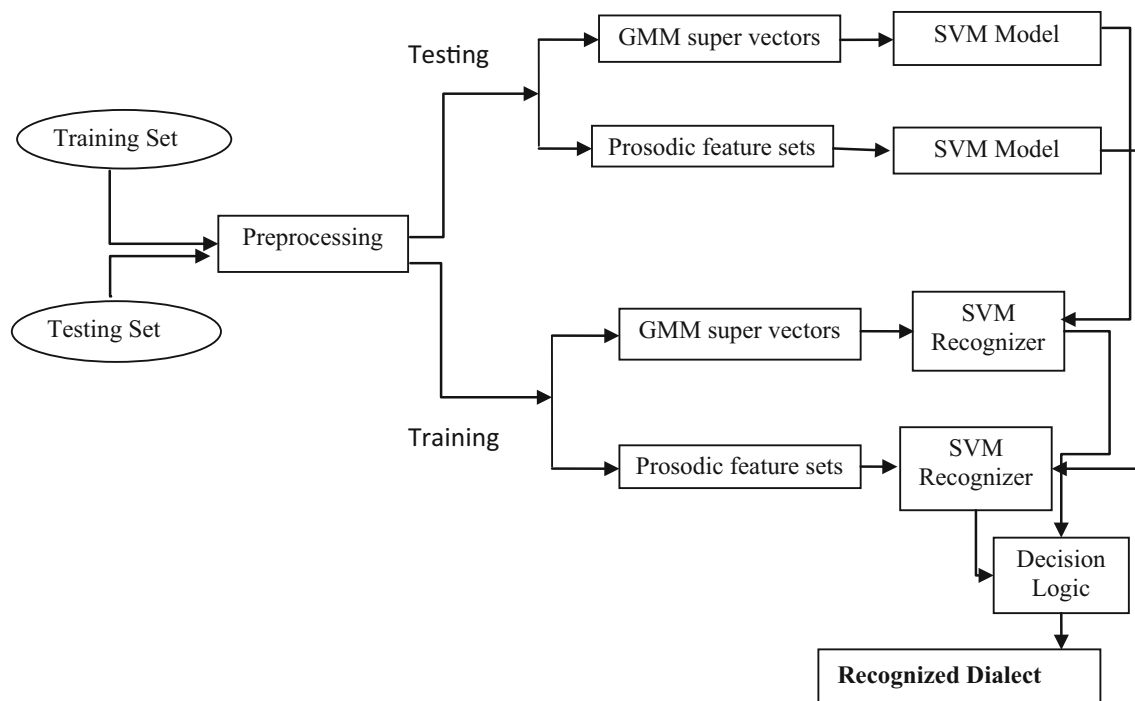 GMM super vectors
SVM Model
Testing
Training Set
Prosodic feature sets
SVM Model
Preprocessing
Testing Set
GMM super vectors
SVM
Recognizer
Training
Prosodic feature sets
SVM
Recognizer
Decision
Logic
Recognized Dialect